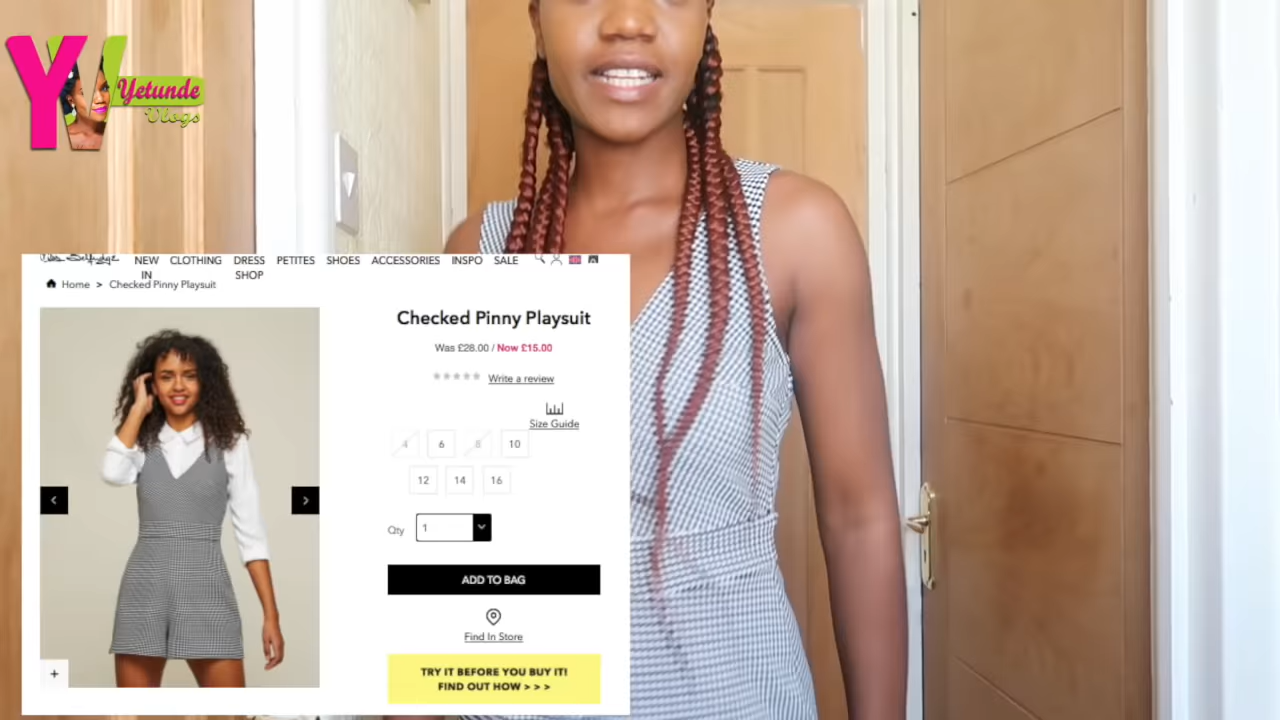 Yetunde
Vlogs
NEW IN
CLOTHING
DRESS SHOP
PETITES
SHOES
ACCESSORIES
INSPO
SALE
Home > Checked Pinny Playsuit
Checked Pinny Playsuit
Was £28.00 / Now £15.00
Write a review
Size Guide
4 6 8 10
12 14 16
Qty 1
ADD TO BAG
Find In Store
TRY IT BEFORE YOU BUY IT!
FIND OUT HOW > > >